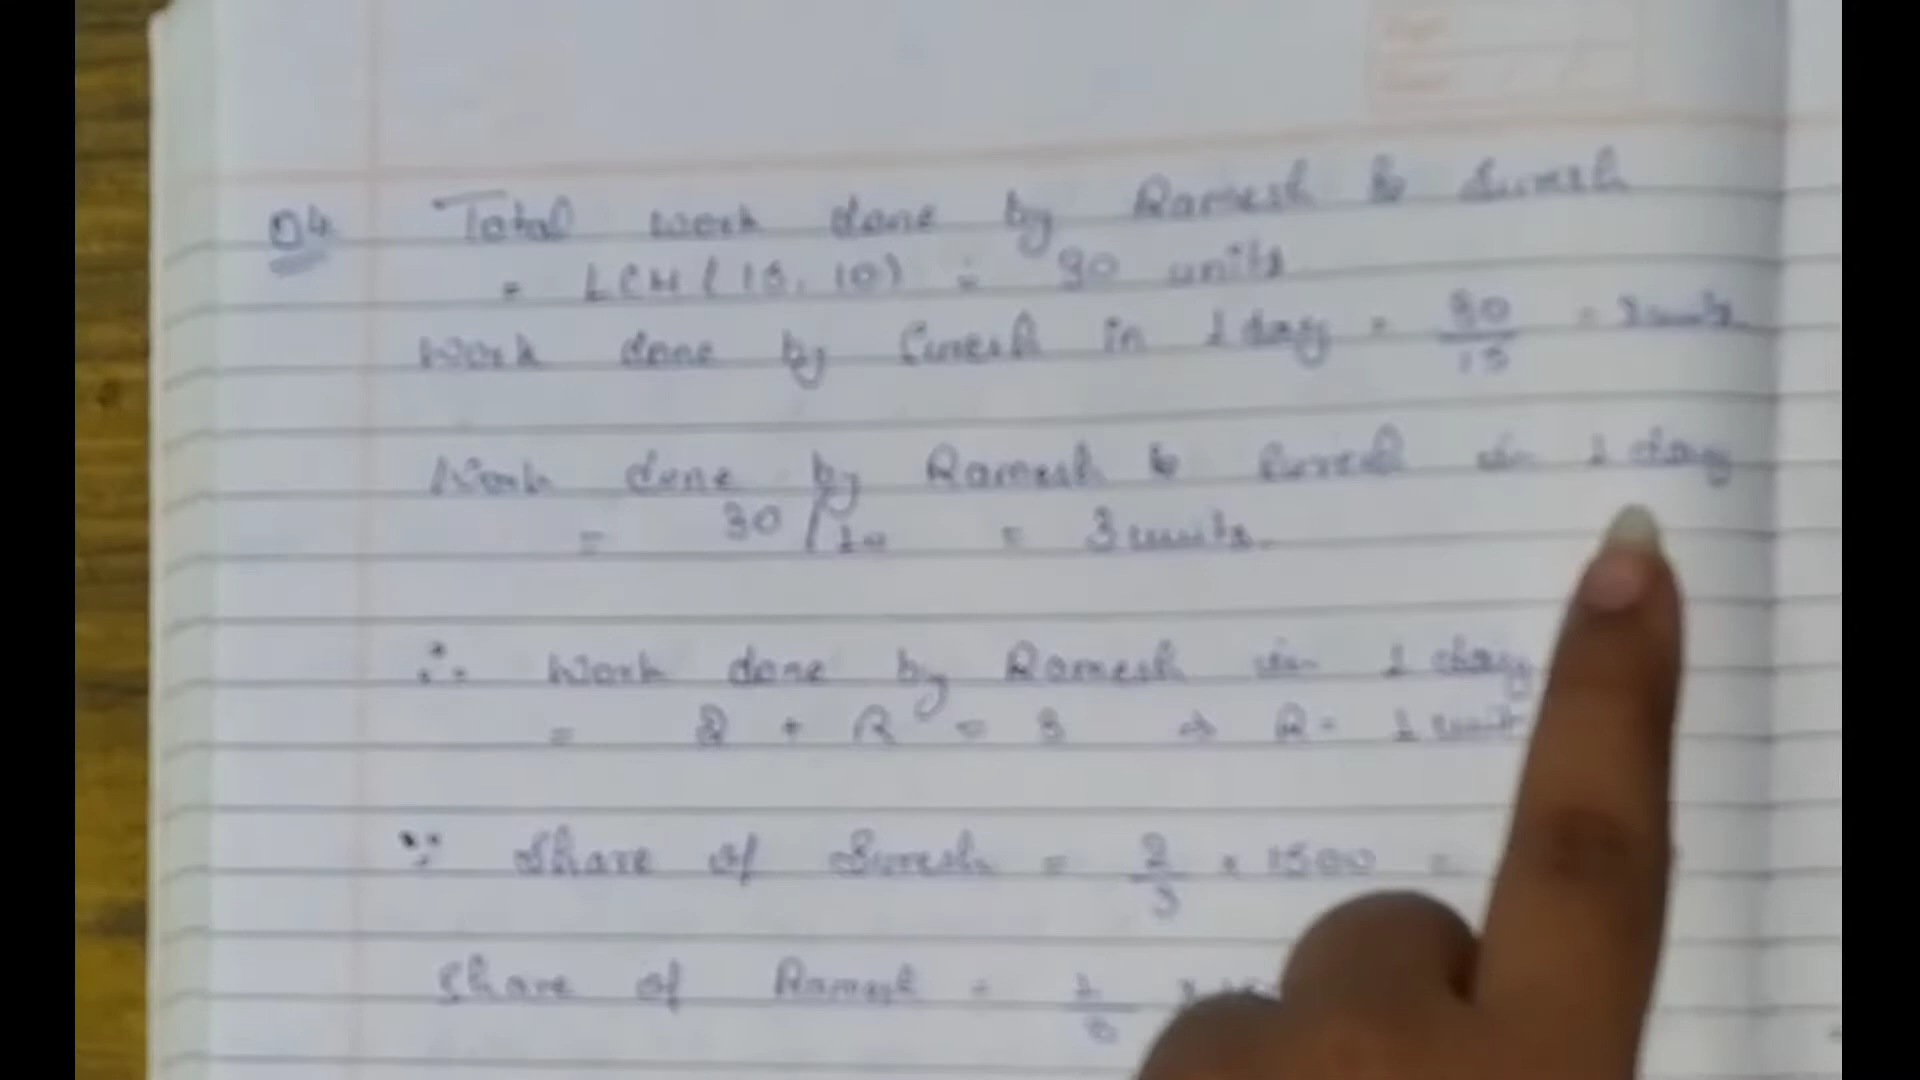 Q4. Total work done by Ramesh & Suresh
= LCM (15, 10) = 30 units
Work done by Suresh in 1 day = 30/15 = 2 units
Work done by Ramesh & Suresh in 1 day
= 30/10 = 3 units.
∴ Work done by Ramesh in 1 day
= 2 + R = 3 ⇒ R = 1 unit
∵ Share of Suresh = 2/3 × 1500 =
Share of Ramesh = 1/3 ×